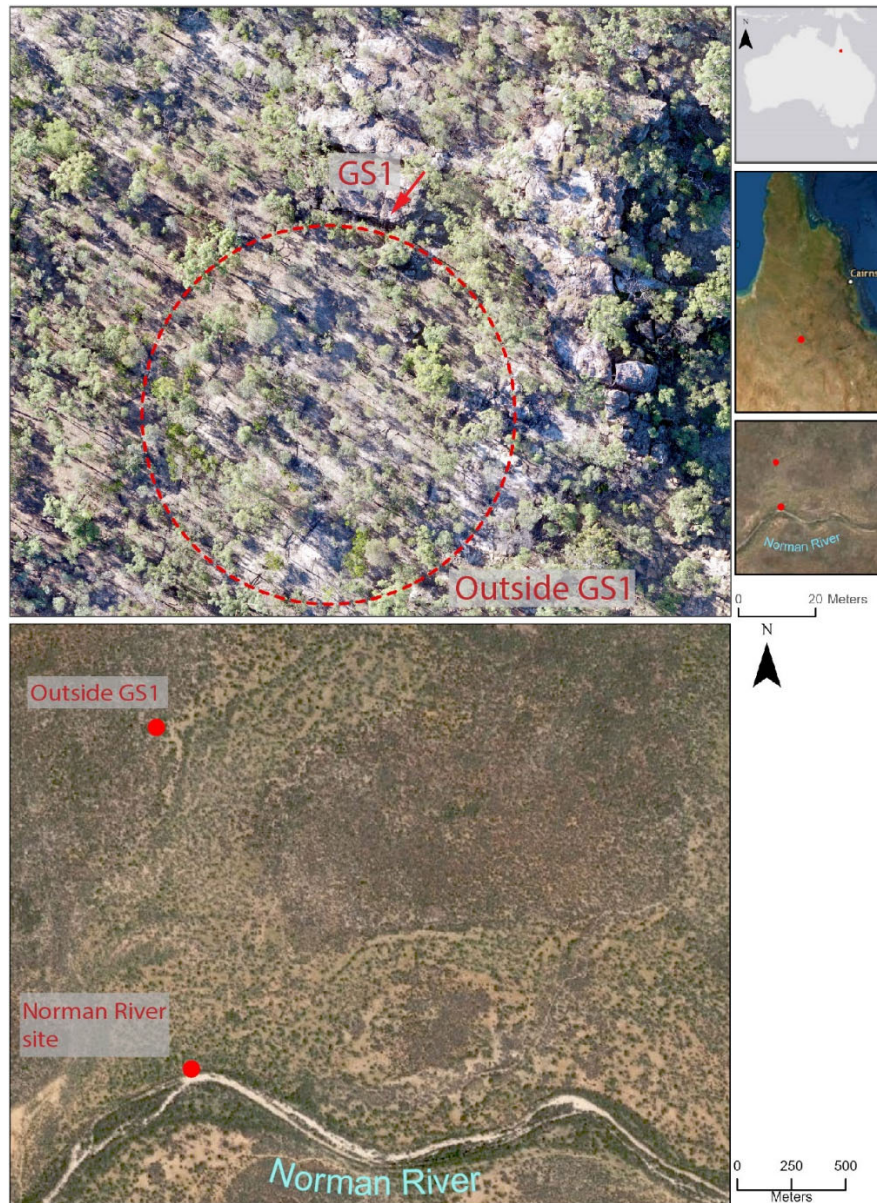 GS1
Outside GS1
N
Cairns
Norman River
0 20 Meters
N
Outside GS1
Norman River
site
Norman River
0 250 500
Meters